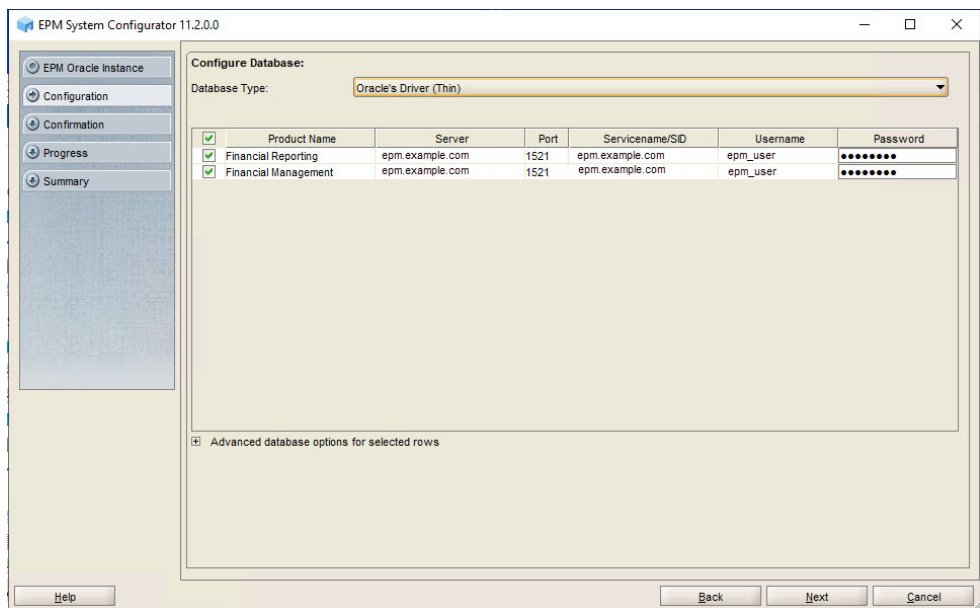 EPM System Configurator 11.2.0.0
EPM Oracle Instance
Configuration
Confirmation
Progress
Summary
Configure Database:
Database Type: Oracle's Driver (Thin)
Product Name Server Port Servicename/SID Username Password
Financial Reporting epm.example.com 1521 epm.example.com epm_user ●●●●●●●●
Financial Management epm.example.com 1521 epm.example.com epm_user ●●●●●●●●
Advanced database options for selected rows
Help Back Next Cancel